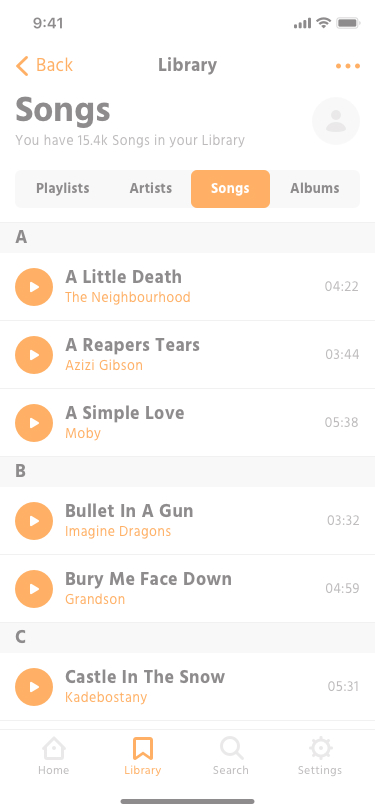 9:41
Back Library
Songs
You have 15.4k Songs in your Library
Playlists Artists Songs Albums
A
A Little Death
The Neighbourhood
04:22
A Reapers Tears
Azizi Gibson
03:44
A Simple Love
Moby
05:38
B
Bullet In A Gun
Imagine Dragons
03:32
Bury Me Face Down
Grandson
04:59
C
Castle In The Snow
Kadebostany
05:31
Home Library Search Settings